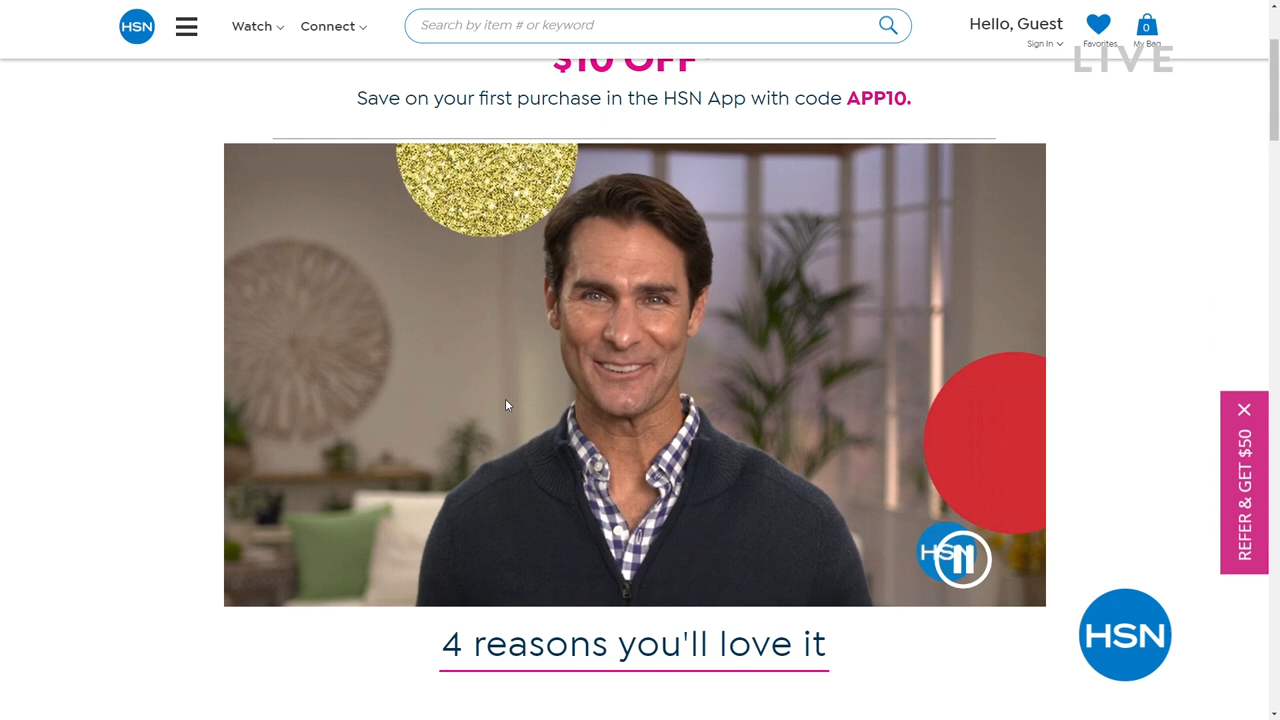 HSN
Watch
Connect
Search by item # or keyword
Hello, Guest
Sign In
Favorites
0
My Bag
LIVE
$10 OFF
Save on your first purchase in the HSN App with code APP10.
REFER & GET $50
HSN
4 reasons you'll love it
HSN